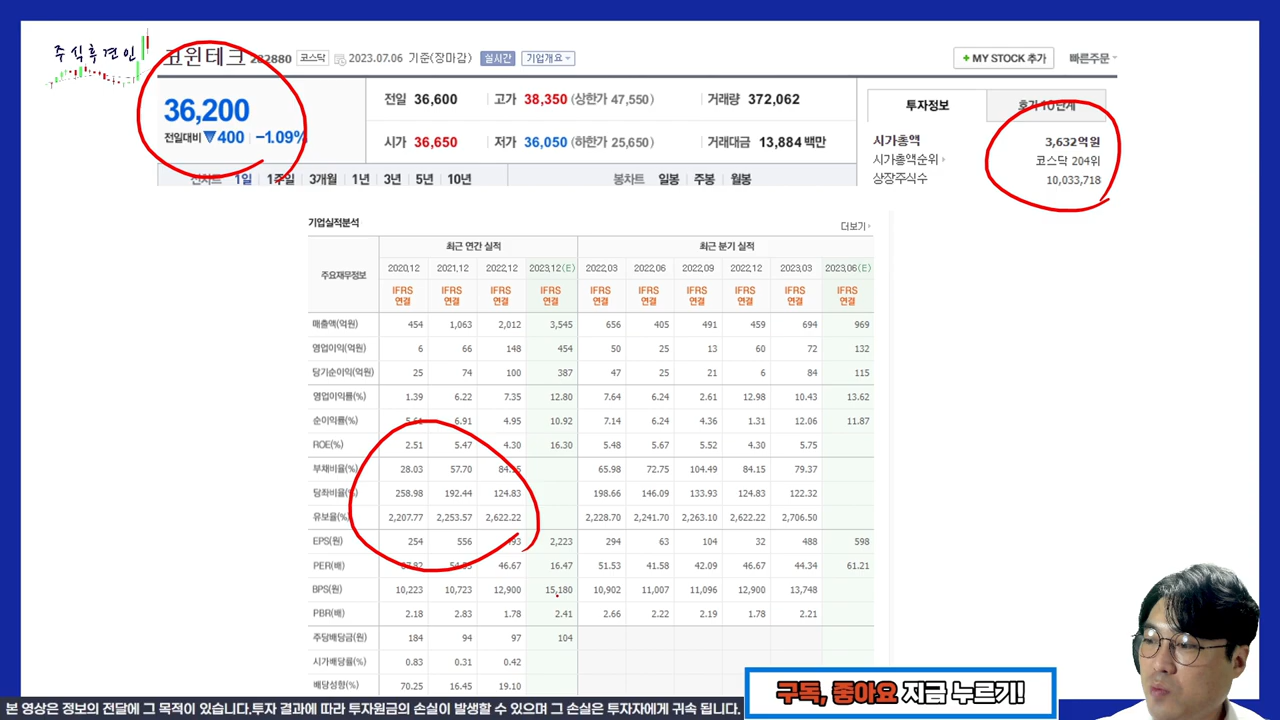 주식후견인
코윈테크 282880 코스닥 2023.07.06 기준(장마감) 실시간 기업개요
+ MY STOCK 추가 빠른주문
36,200
전일대비 ▼400 -1.09%
전일 36,600 고가 38,350 (상한가 47,550) 거래량 372,062
시가 36,650 저가 36,050 (하한가 25,650) 거래대금 13,884 백만
투자정보 호가 10단계
시가총액 3,632억원
시가총액순위 코스닥 204위
상장주식수 10,033,718
선차트 1일 1주일 3개월 1년 3년 5년 10년 봉차트 일봉 주봉 월봉
기업실적분석 더보기
주요재무정보 최근 연간 실적 최근 분기 실적
2020.12 2021.12 2022.12 2023.12(E) 2022.03 2022.06 2022.09 2022.12 2023.03 2023.06(E)
IFRS IFRS IFRS IFRS IFRS IFRS IFRS IFRS IFRS IFRS
연결 연결 연결 연결 연결 연결 연결 연결 연결 연결
매출액(억원) 454 1,063 2,012 3,545 656 405 491 459 694 969
영업이익(억원) 6 66 148 454 50 25 13 60 72 132
당기순이익(억원) 25 74 100 387 47 25 21 6 84 115
영업이익률(%) 1.39 6.22 7.35 12.80 7.64 6.24 2.61 12.98 10.43 13.62
순이익률(%) 5.61 6.91 4.95 10.92 7.14 6.24 4.36 1.31 12.06 11.87
ROE(%) 2.51 5.47 4.30 16.30 5.48 5.67 5.52 4.30 5.75
부채비율(%) 28.03 57.70 84.15 65.98 72.75 104.49 84.15 79.37
당좌비율(%) 258.98 192.44 124.83 198.66 146.09 133.93 124.83 122.32
유보율(%) 2,207.77 2,253.57 2,622.22 2,228.70 2,241.70 2,263.10 2,622.22 2,706.50
EPS(원) 254 556 2,223 294 63 104 32 488 598
PER(배) 46.67 16.47 51.53 41.58 42.09 46.67 44.34 61.21
BPS(원) 10,223 10,723 12,900 15,180 10,902 11,007 11,096 12,900 13,748
PBR(배) 2.18 2.83 1.78 2.41 2.66 2.22 2.19 1.78 2.21
주당배당금(원) 184 94 97 104
시가배당률(%) 0.83 0.31 0.42
배당성향(%) 70.25 16.45 19.10
구독, 좋아요 지금 누르기!
본 영상은 정보의 전달에 그 목적이 있습니다.투자 결과에 따라 투자원금의 손실이 발생할 수 있으며 그 손실은 투자자에게 귀속 됩니다.